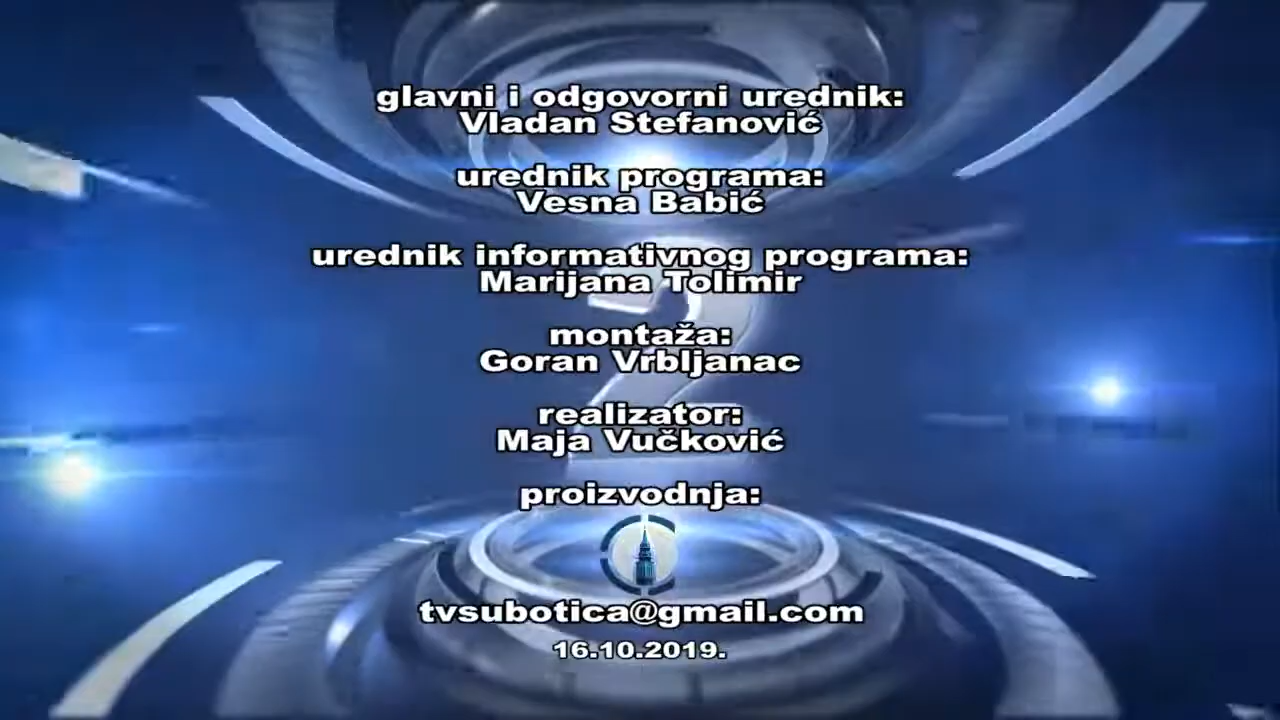 glavni i odgovorni urednik:
Vladan Stefanović
urednik programa:
Vesna Babić
urednik informativnog programa:
Marijana Tolimir
montaža:
Goran Vrbljanac
realizator:
Maja Vučković
proizvodnja:
tvsubotica@gmail.com
16.10.2019.
2